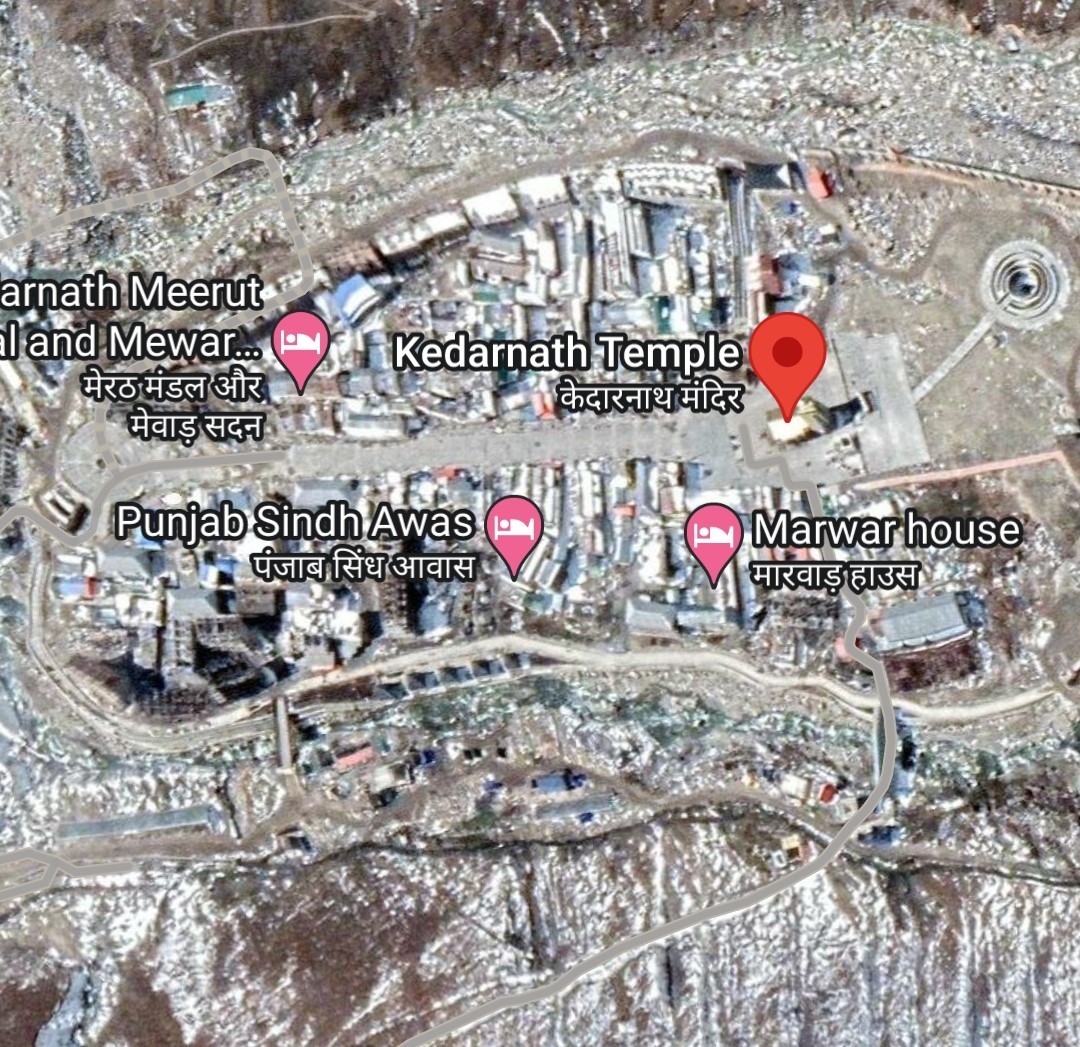 arnath Meerut
al and Mewar...
मेरठ मंडल और
मेवाड़ सदन
Kedarnath Temple
केदारनाथ मंदिर
Punjab Sindh Awas
पंजाब सिंध आवास
Marwar house
मारवाड़ हाउस